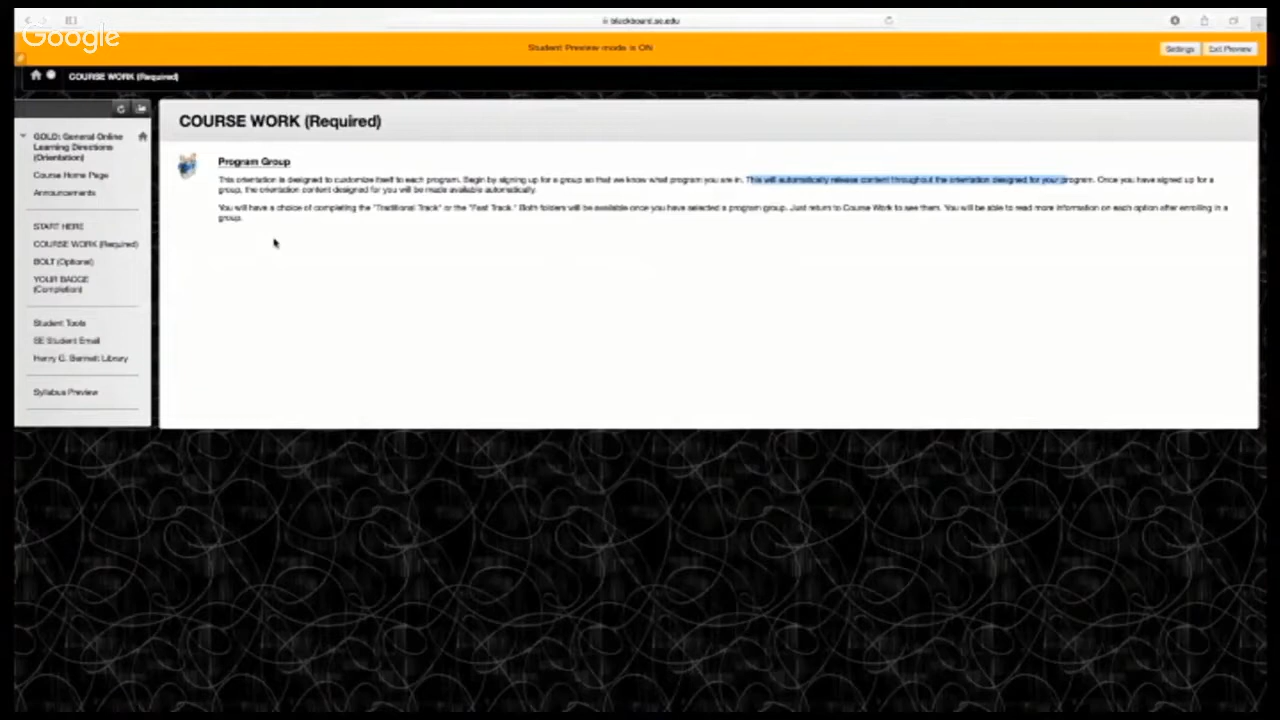 blackboard.se.edu
Google
Student Preview mode is ON
Settings
Exit Preview
COURSE WORK (Required)
GOLD: General Online
Learning Directions
(Orientation)
Course Home Page
Announcements
START HERE
COURSE WORK (Required)
BOLT (Optional)
YOUR BADGE
(Completion)
Student Tools
SE Student Email
Henry G. Bennett Library
Syllabus Preview
COURSE WORK (Required)
Program Group
This orientation is designed to customize itself to each program. Begin by signing up for a group so that we know what program you are in. This will automatically release content throughout the orientation designed for your program. Once you have signed up for a
group, the orientation content designed for you will be made available automatically.
You will have a choice of completing the "Traditional Track" or the "Fast Track." Both folders will be available once you have selected a program group. Just return to Course Work to see them. You will be able to read more information on each option after enrolling in a
group.